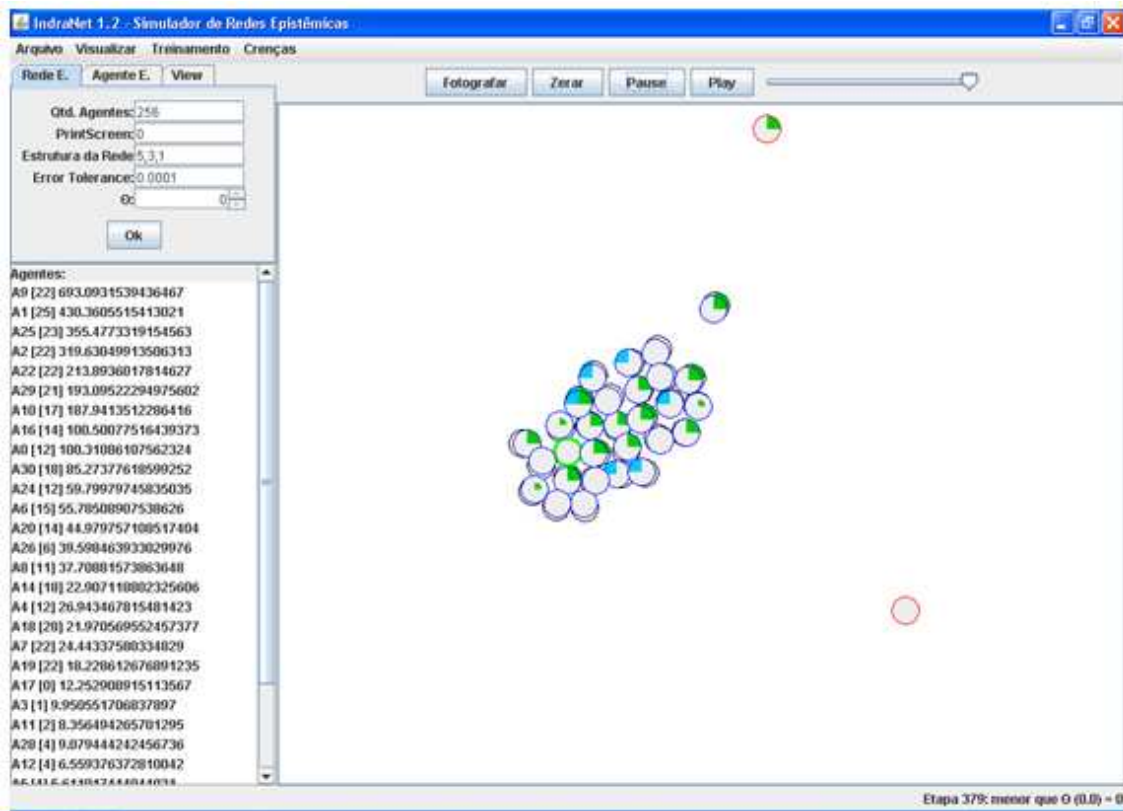 IndraNet 1.2 - Simulador de Redes Epistêmicas
Arquivo Visualizar Treinamento Crenças
Rede E. Agente E. View
Fotografar Zerar Pause Play
Qtd. Agentes: 256
PrintScreen: 0
Estrutura da Rede 5,3,1
Error Tolerance: 0.0001
Θ: 0
Ok
Agentes:
A9 [22] 693.0931539436467
A1 [25] 430.3605515413021
A25 [23] 355.4773319154563
A2 [22] 319.63049913506313
A22 [22] 213.8936017814627
A29 [21] 193.09522294975602
A10 [17] 187.9413512286416
A16 [14] 100.50077516439373
A0 [12] 100.31086107562324
A30 [18] 85.27377618599252
A24 [12] 59.79979745835035
A6 [15] 55.78508907538626
A20 [14] 44.979757108517404
A26 [6] 39.598463933029976
A8 [11] 37.70881573863648
A14 [18] 22.907118882325606
A4 [12] 26.943467815481423
A18 [20] 21.970569552457377
A7 [22] 24.44337580334829
A19 [22] 18.228612676891235
A17 [0] 12.252908915113567
A3 [1] 9.950551706837897
A11 [2] 8.356494265701295
A28 [4] 9.079444242456736
A12 [4] 6.559376372810042
Etapa 379: menor que Θ (0.0) = 0